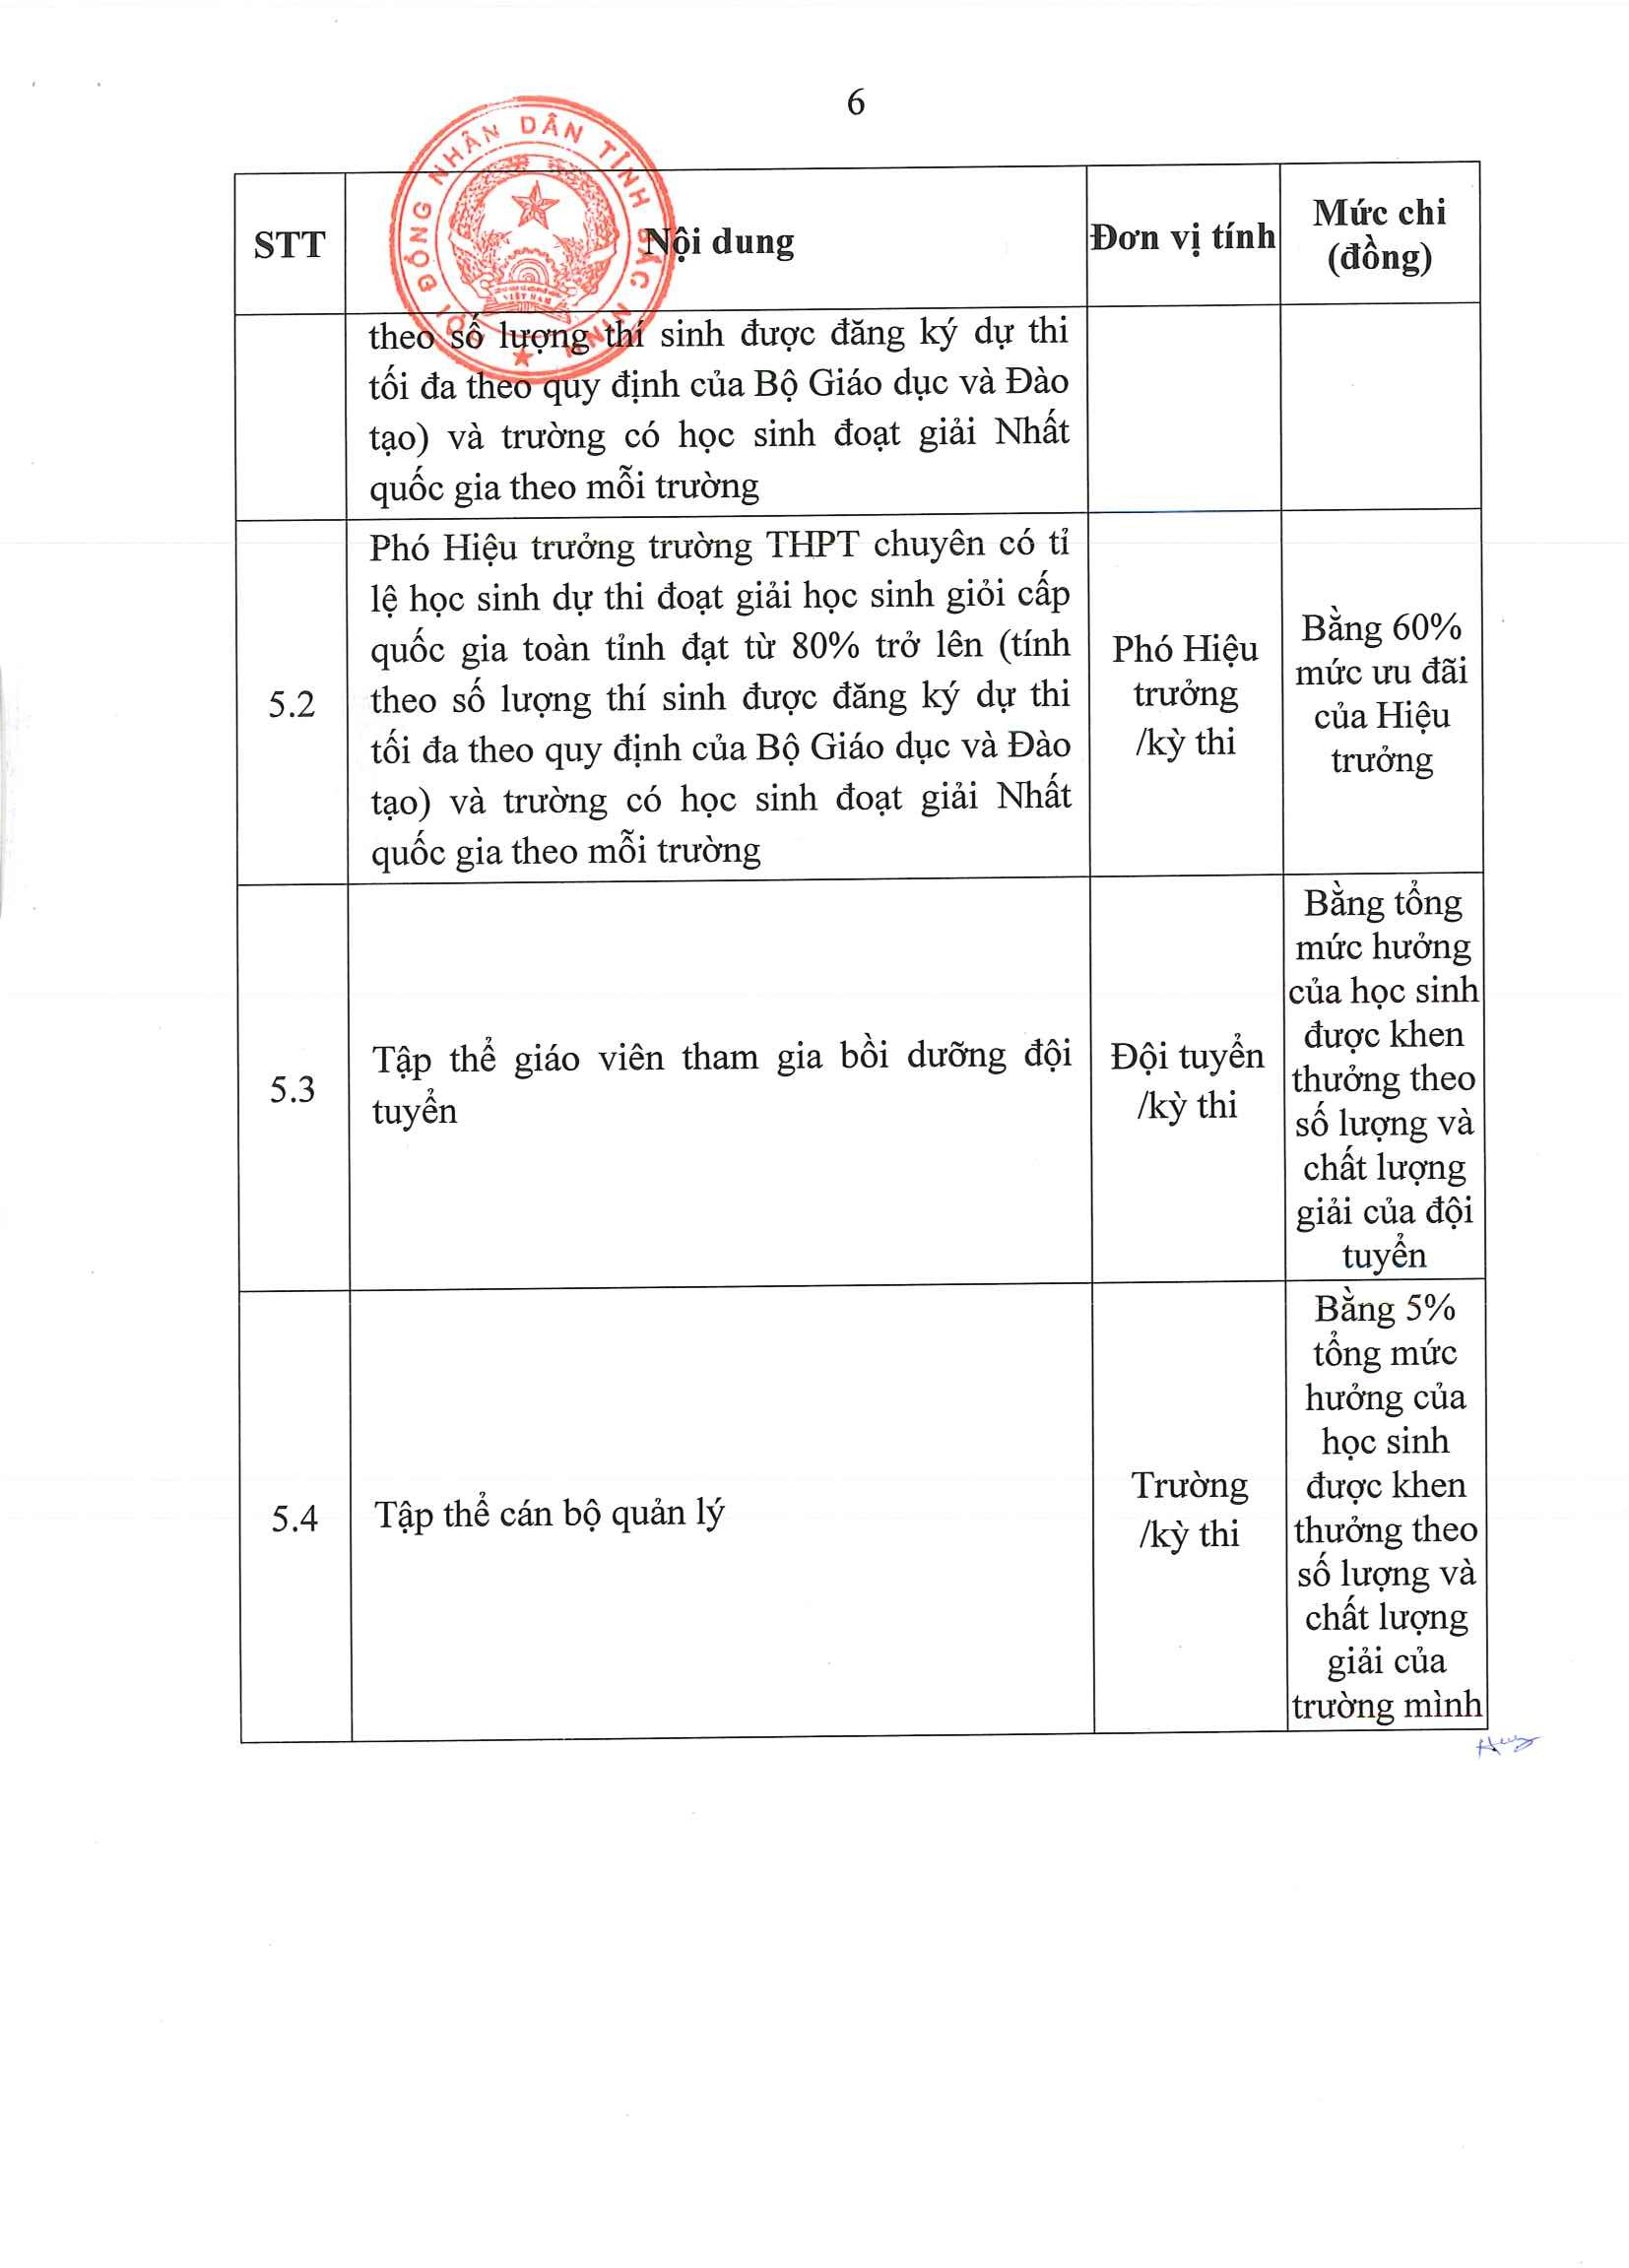 6
HỘI ĐỒNG NHÂN DÂN TỈNH BẮC NINH
VIỆT NAM
STT
Nội dung
Đơn vị tính
Mức chi
(đồng)
theo số lượng thí sinh được đăng ký dự thi
tối đa theo quy định của Bộ Giáo dục và Đào
tạo) và trường có học sinh đoạt giải Nhất
quốc gia theo mỗi trường
5.2
Phó Hiệu trưởng trường THPT chuyên có tỉ
lệ học sinh dự thi đoạt giải học sinh giỏi cấp
quốc gia toàn tỉnh đạt từ 80% trở lên (tính
theo số lượng thí sinh được đăng ký dự thi
tối đa theo quy định của Bộ Giáo dục và Đào
tạo) và trường có học sinh đoạt giải Nhất
quốc gia theo mỗi trường
Phó Hiệu
trưởng
/kỳ thi
Bằng 60%
mức ưu đãi
của Hiệu
trưởng
5.3
Tập thể giáo viên tham gia bồi dưỡng đội
tuyển
Đội tuyển
/kỳ thi
Bằng tổng
mức hưởng
của học sinh
được khen
thưởng theo
số lượng và
chất lượng
giải của đội
tuyển
5.4
Tập thể cán bộ quản lý
Trường
/kỳ thi
Bằng 5%
tổng mức
hưởng của
học sinh
được khen
thưởng theo
số lượng và
chất lượng
giải của
trường mình